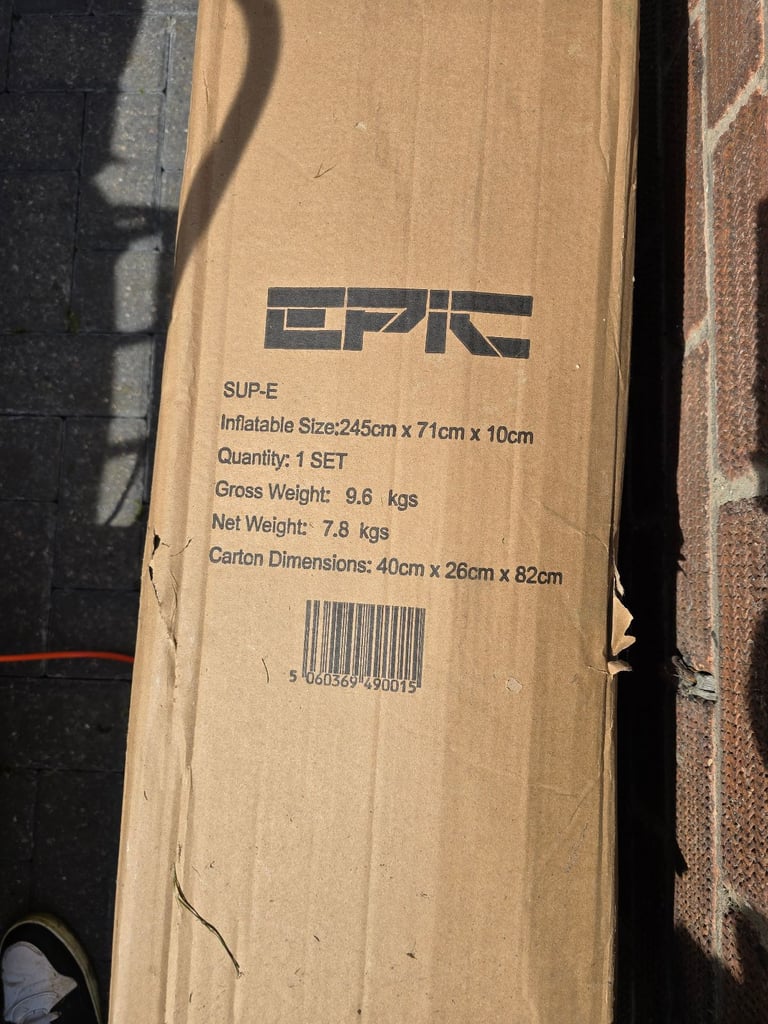 EPIC
SUP-E
Inflatable Size:245cm x 71cm x 10cm
Quantity: 1 SET
Gross Weight: 9.6 kgs
Net Weight: 7.8 kgs
Carton Dimensions: 40cm x 26cm x 82cm
5 060369 490015